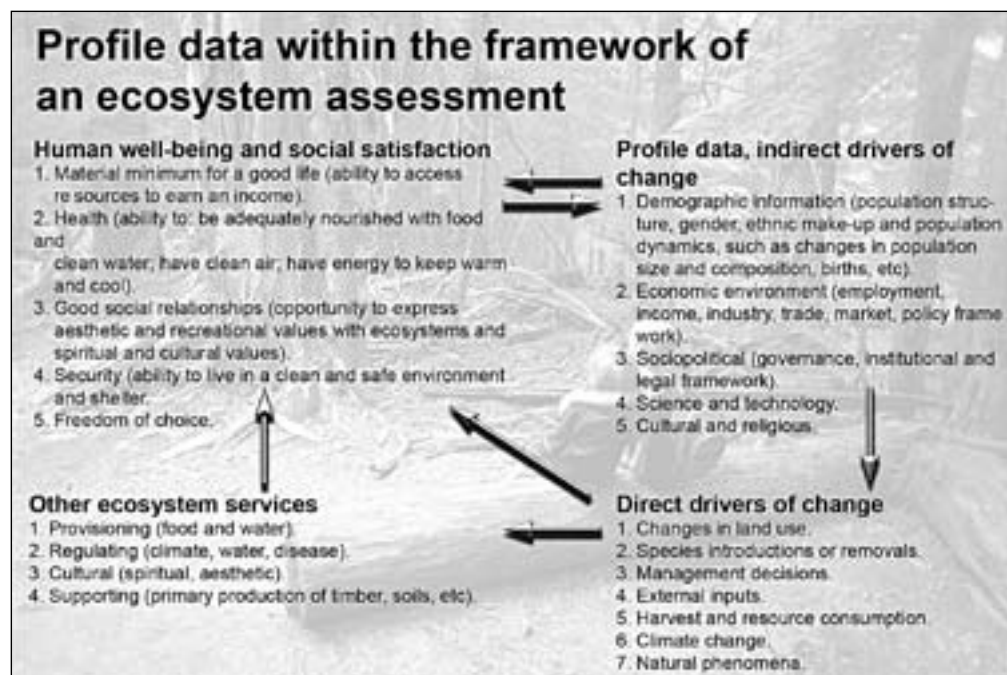 Profile data within the framework of
an ecosystem assessment
Human well-being and social satisfaction
1. Material minimum for a good life (ability to access
re sources to earn an income).
2. Health (ability to: be adequately nourished with food
and
clean water; have clean air; have energy to keep warm
and cool).
3. Good social relationships (opportunity to express
aesthetic and recreational values with ecosystems and
spiritual and cultural values).
4. Security (ability to live in a clean and safe environment
and shelter.
5. Freedom of choice.
Profile data, indirect drivers of
change
1. Demographic information (population struc-
ture, gender, ethnic make-up and population
dynamics, such as changes in population
size and composition, births, etc).
2. Economic environment (employment,
income, industry, trade, market, policy frame
work).
3. Sociopolitical (governance, institutional and
legal framework).
4. Science and technology.
5. Cultural and religious.
Other ecosystem services
1. Provisioning (food and water).
2. Regulating (climate, water, disease).
3. Cultural (spiritual, aesthetic).
4. Supporting (primary production of timber, soils, etc).
Direct drivers of change
1. Changes in land use.
2. Species introductions or removals.
3. Management decisions.
4. External inputs.
5. Harvest and resource consumption.
6. Climate change.
7. Natural phenomena.